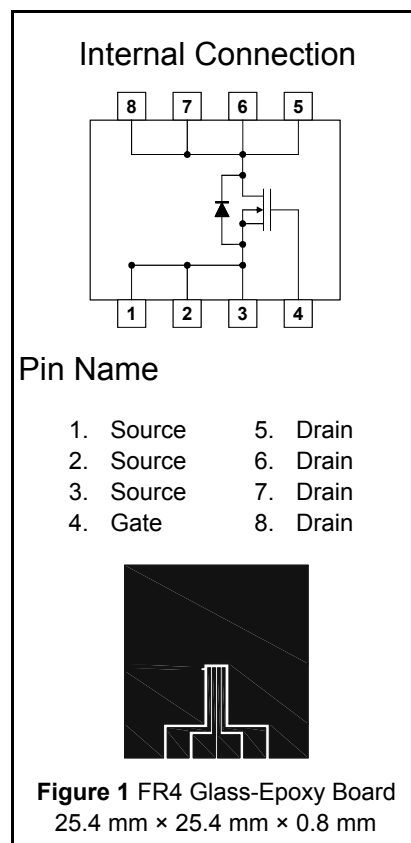 Internal Connection
8 7 6 5
1 2 3 4
Pin Name
1. Source 5. Drain
2. Source 6. Drain
3. Source 7. Drain
4. Gate 8. Drain
Figure 1 FR4 Glass-Epoxy Board
25.4 mm × 25.4 mm × 0.8 mm